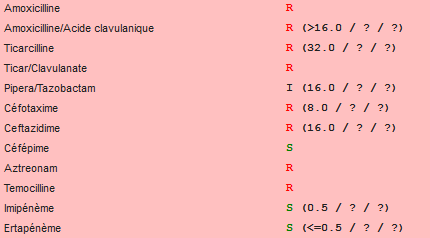 Amoxicilline R
Amoxicilline/Acide clavulanique R (>16.0 / ? / ?)
Ticarcilline R (32.0 / ? / ?)
Ticar/Clavulanate R
Pipera/Tazobactam I (16.0 / ? / ?)
Céfotaxime R (8.0 / ? / ?)
Ceftazidime R (16.0 / ? / ?)
Céfépime S
Aztreonam R
Temocilline R
Imipénème S (0.5 / ? / ?)
Ertapénème S (<=0.5 / ? / ?)